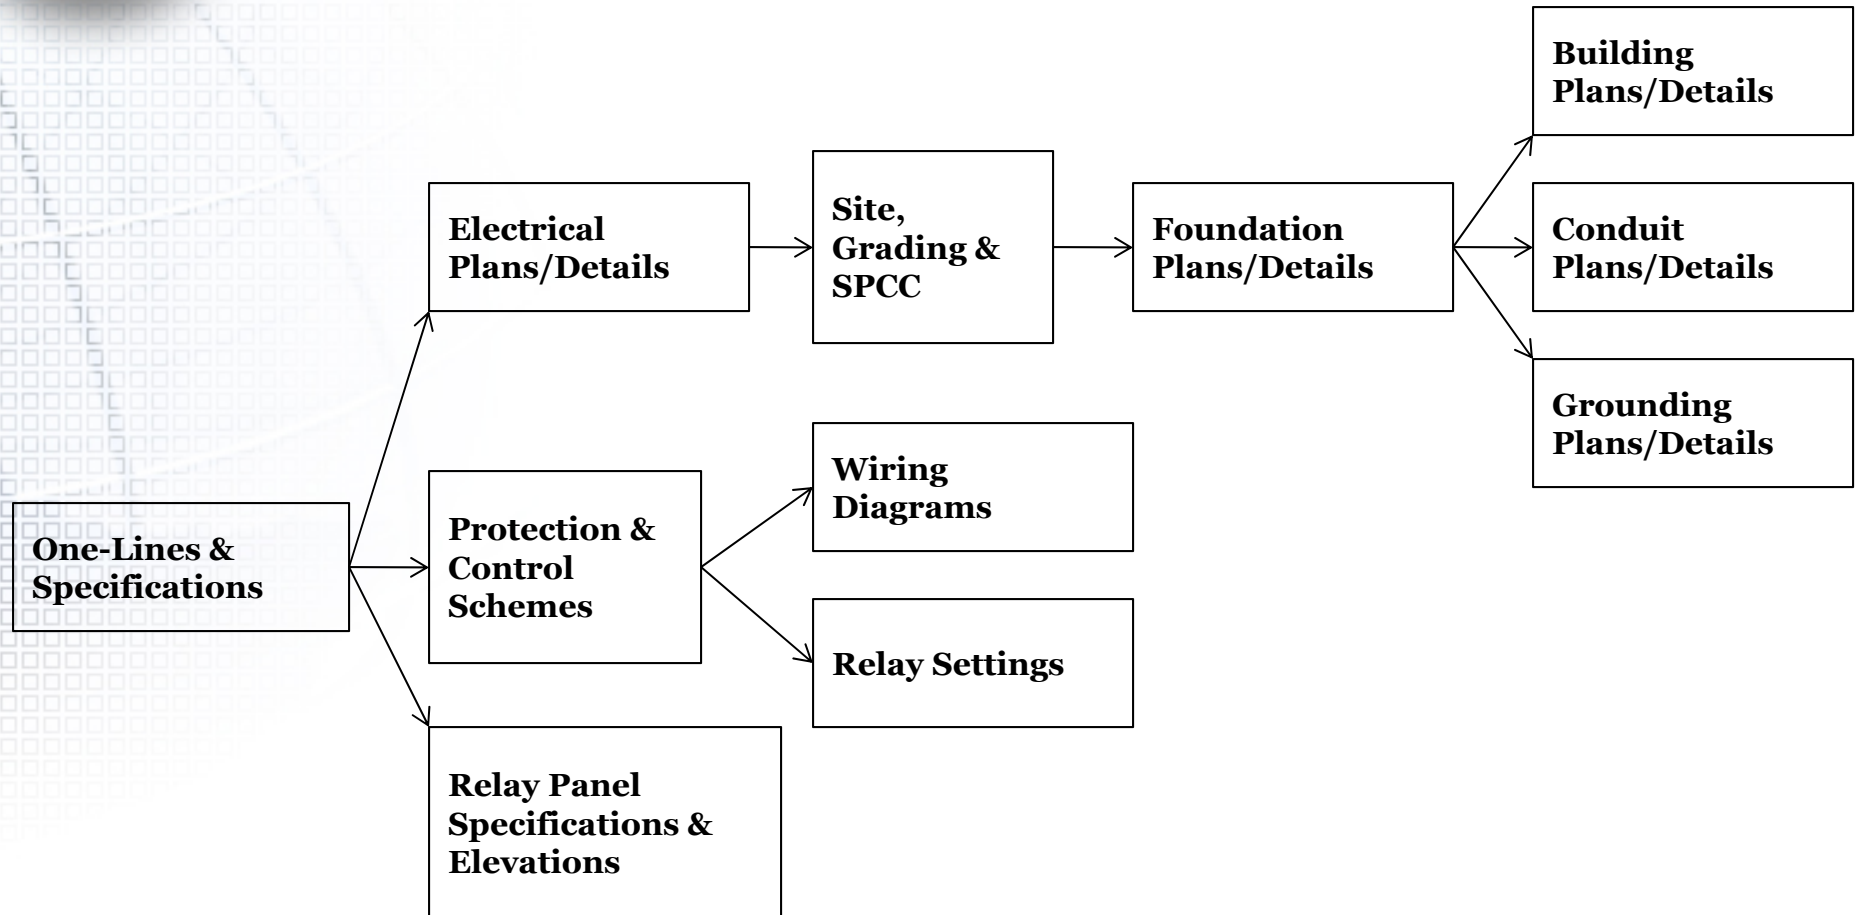 Building
Plans/Details
Electrical
Plans/Details
Site,
Grading &
SPCC
Foundation
Plans/Details
Conduit
Plans/Details
Grounding
Plans/Details
One-Lines &
Specifications
Protection &
Control
Schemes
Wiring
Diagrams
Relay Settings
Relay Panel
Specifications &
Elevations